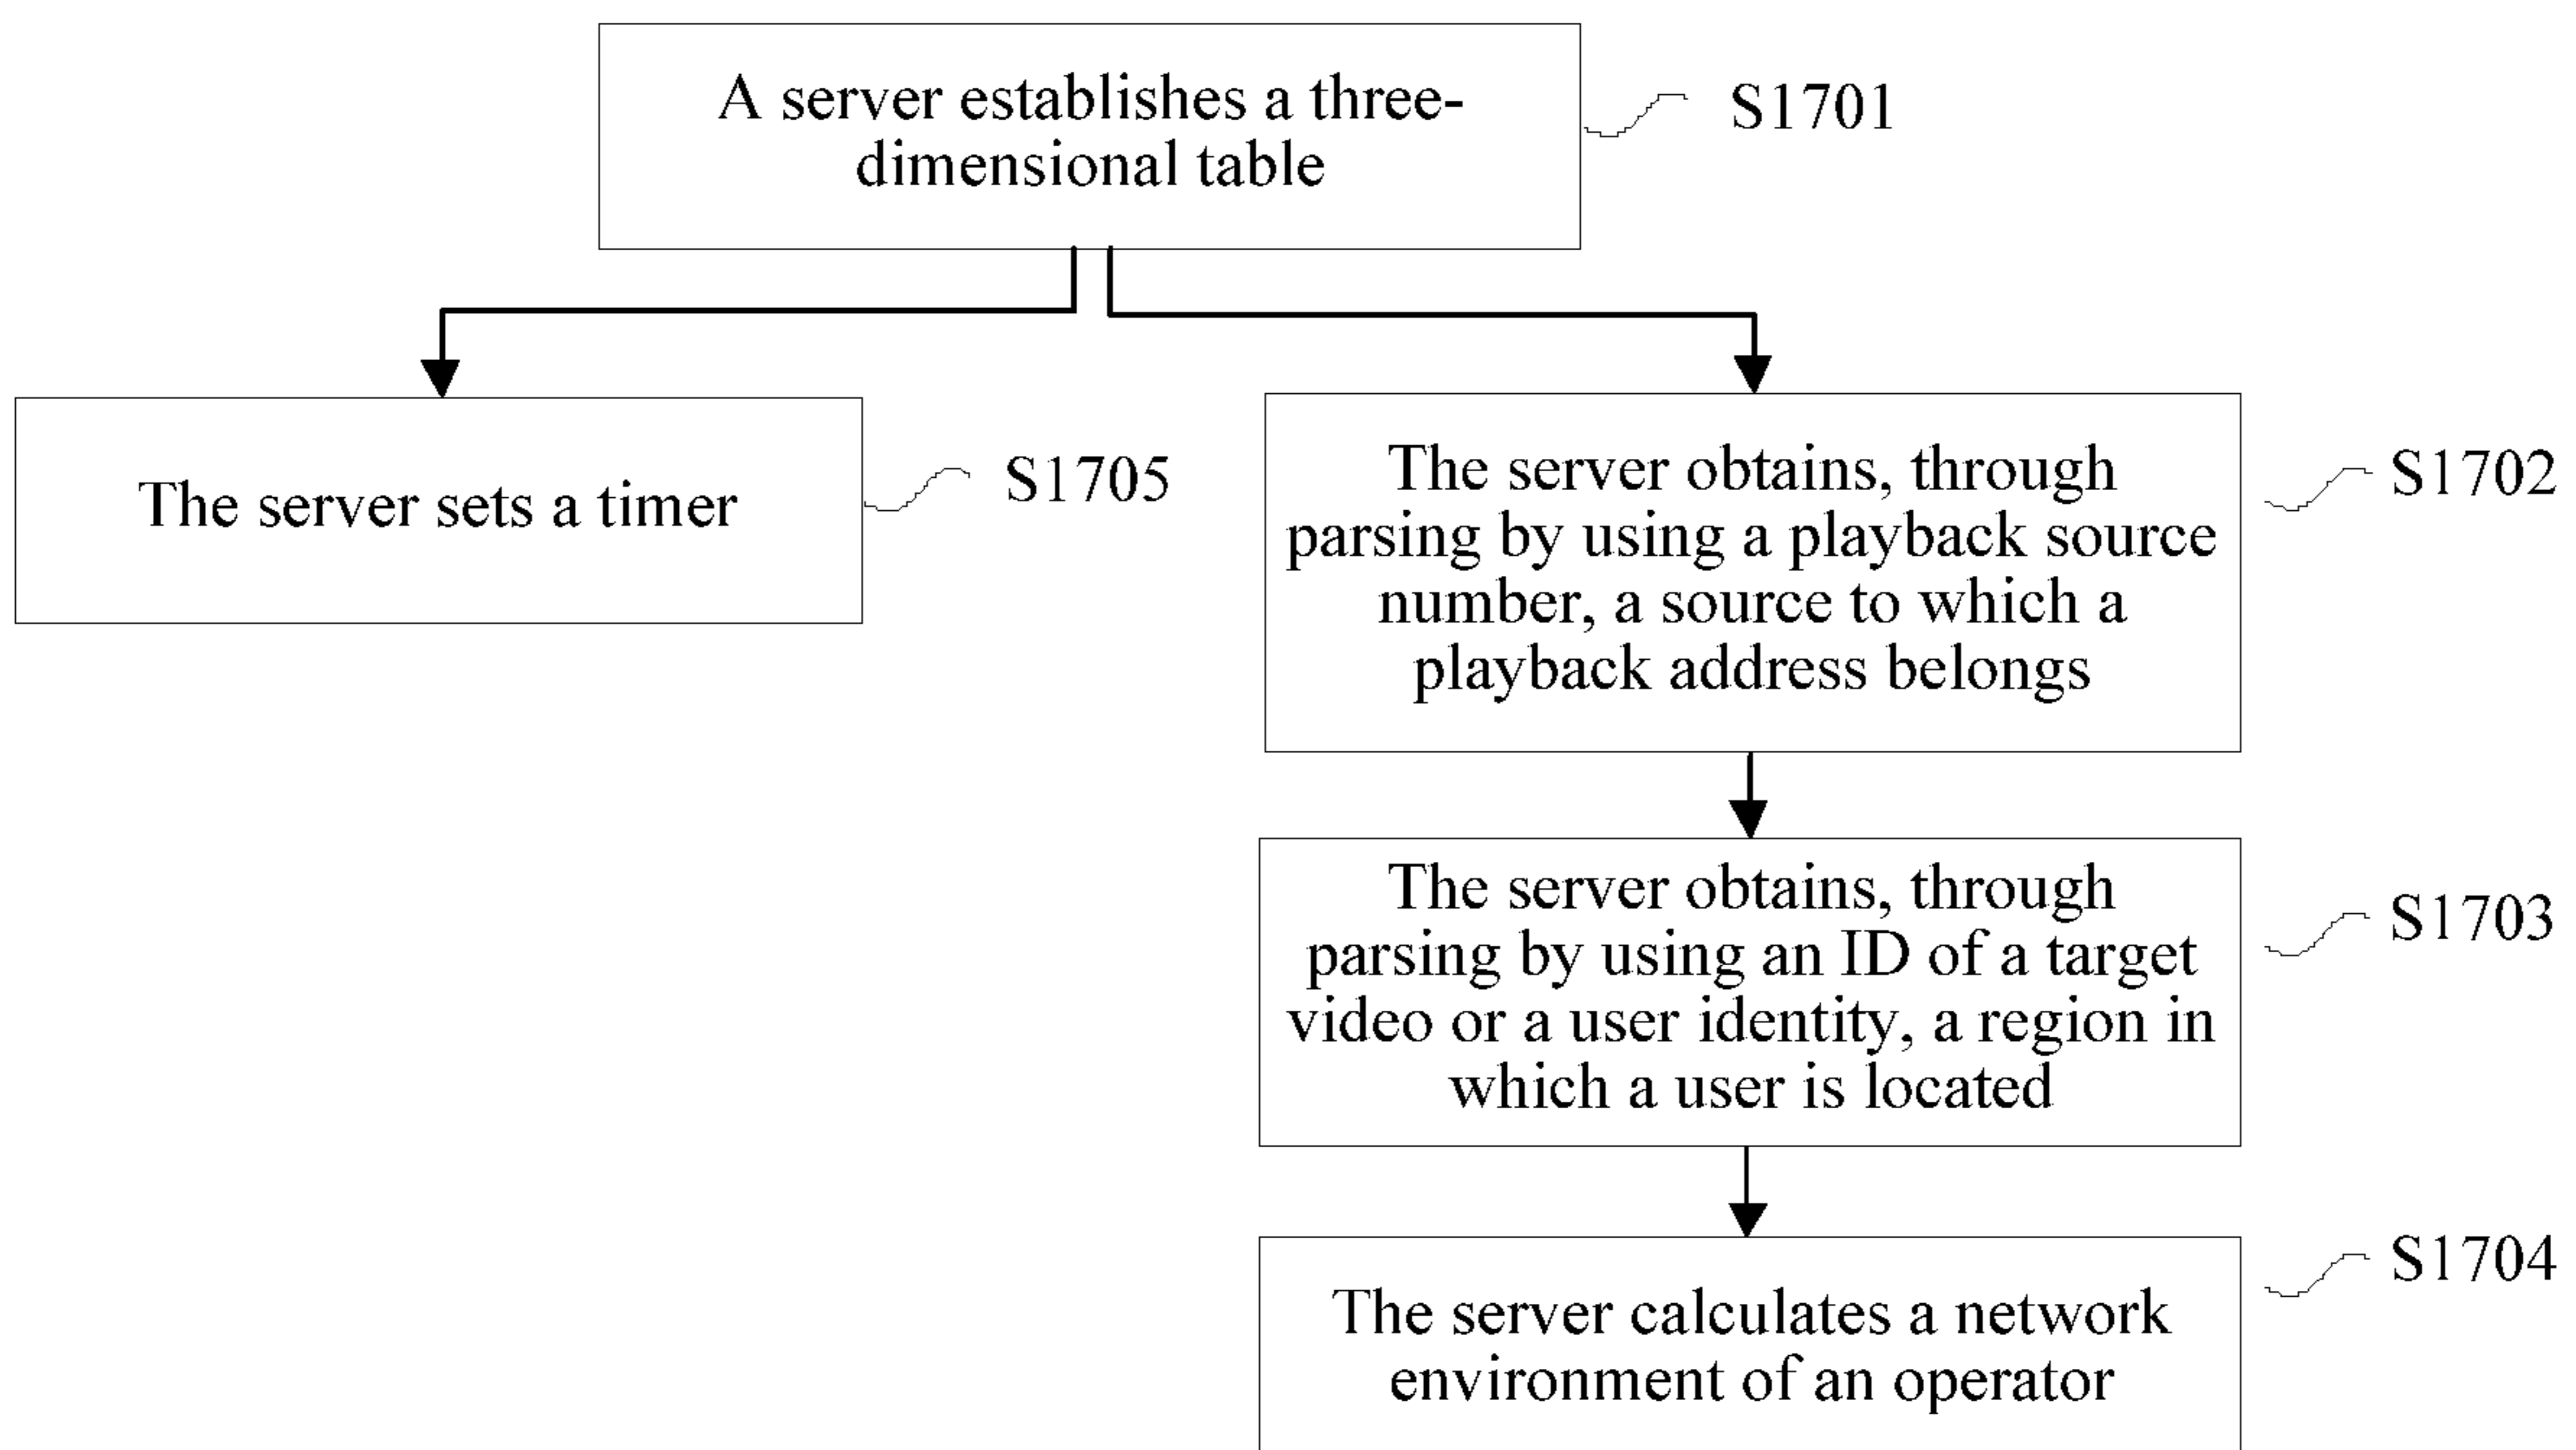 A server establishes a three-
dimensional table
S1701
The server sets a timer
S1705
The server obtains, through
parsing by using a playback source
number, a source to which a
playback address belongs
S1702
The server obtains, through
parsing by using an ID of a target
video or a user identity, a region in
which a user is located
S1703
The server calculates a network
environment of an operator
S1704